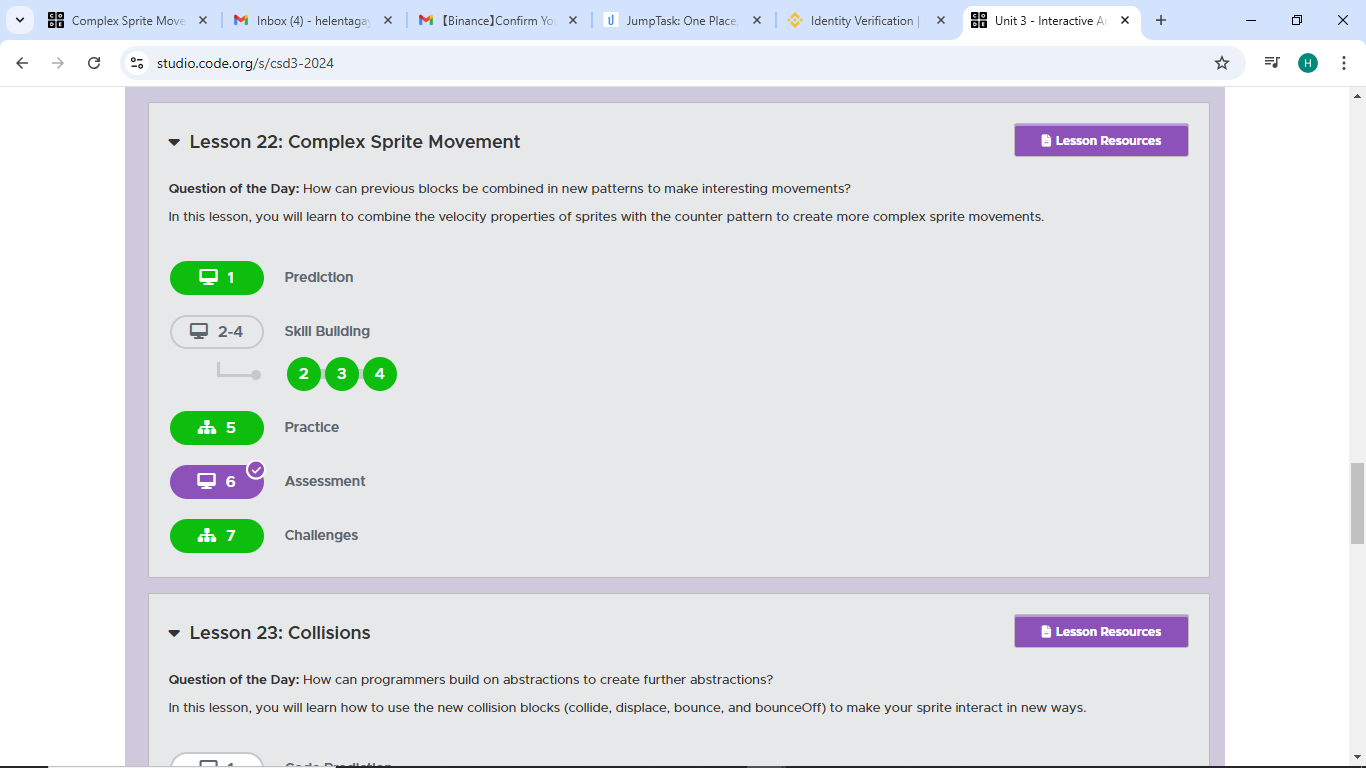 Complex Sprite Move
Inbox (4) - helentaga
【Binance】Confirm Yo
JumpTask: One Place,
Identity Verification |
Unit 3 - Interactive A
studio.code.org/s/csd3-2024
H
Lesson 22: Complex Sprite Movement
Lesson Resources
Question of the Day: How can previous blocks be combined in new patterns to make interesting movements?
In this lesson, you will learn to combine the velocity properties of sprites with the counter pattern to create more complex sprite movements.
1 Prediction
2-4 Skill Building
2 3 4
5 Practice
6 Assessment
7 Challenges
Lesson 23: Collisions
Lesson Resources
Question of the Day: How can programmers build on abstractions to create further abstractions?
In this lesson, you will learn how to use the new collision blocks (collide, displace, bounce, and bounceOff) to make your sprite interact in new ways.
1 Code Prediction